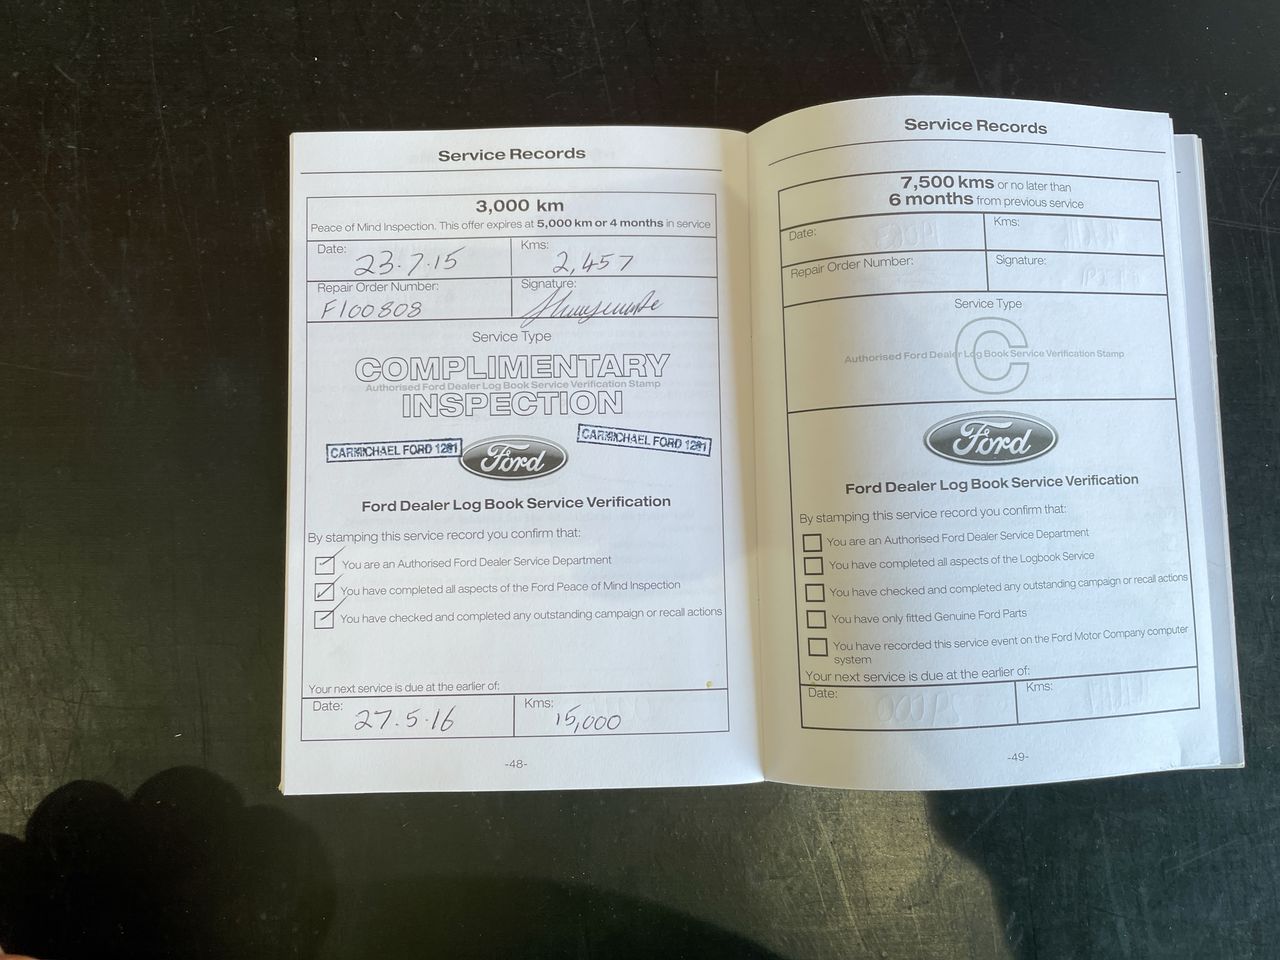 Service Records
3,000 km
Peace of Mind Inspection. This offer expires at 5,000 km or 4 months in service
Date: 23.7.15
Kms: 2,457
Repair Order Number: F100808
Signature:
Service Type
COMPLIMENTARY
Authorised Ford Dealer Log Book Service Verification Stamp
INSPECTION
CARMICHAEL FORD 1281
Ford
CARMICHAEL FORD 1281
Ford Dealer Log Book Service Verification
By stamping this service record you confirm that:
You are an Authorised Ford Dealer Service Department
You have completed all aspects of the Ford Peace of Mind Inspection
You have checked and completed any outstanding campaign or recall actions
Your next service is due at the earlier of:
Date: 27.5.16
Kms: 15,000
-48-
Service Records
7,500 kms or no later than
6 months from previous service
Date:
Kms:
Repair Order Number:
Signature:
Service Type
C
Authorised Ford Dealer Log Book Service Verification Stamp
Ford
Ford Dealer Log Book Service Verification
By stamping this service record you confirm that:
You are an Authorised Ford Dealer Service Department
You have completed all aspects of the Logbook Service
You have checked and completed any outstanding campaign or recall actions
You have only fitted Genuine Ford Parts
You have recorded this service event on the Ford Motor Company computer
system
Your next service is due at the earlier of:
Date:
Kms:
-49-